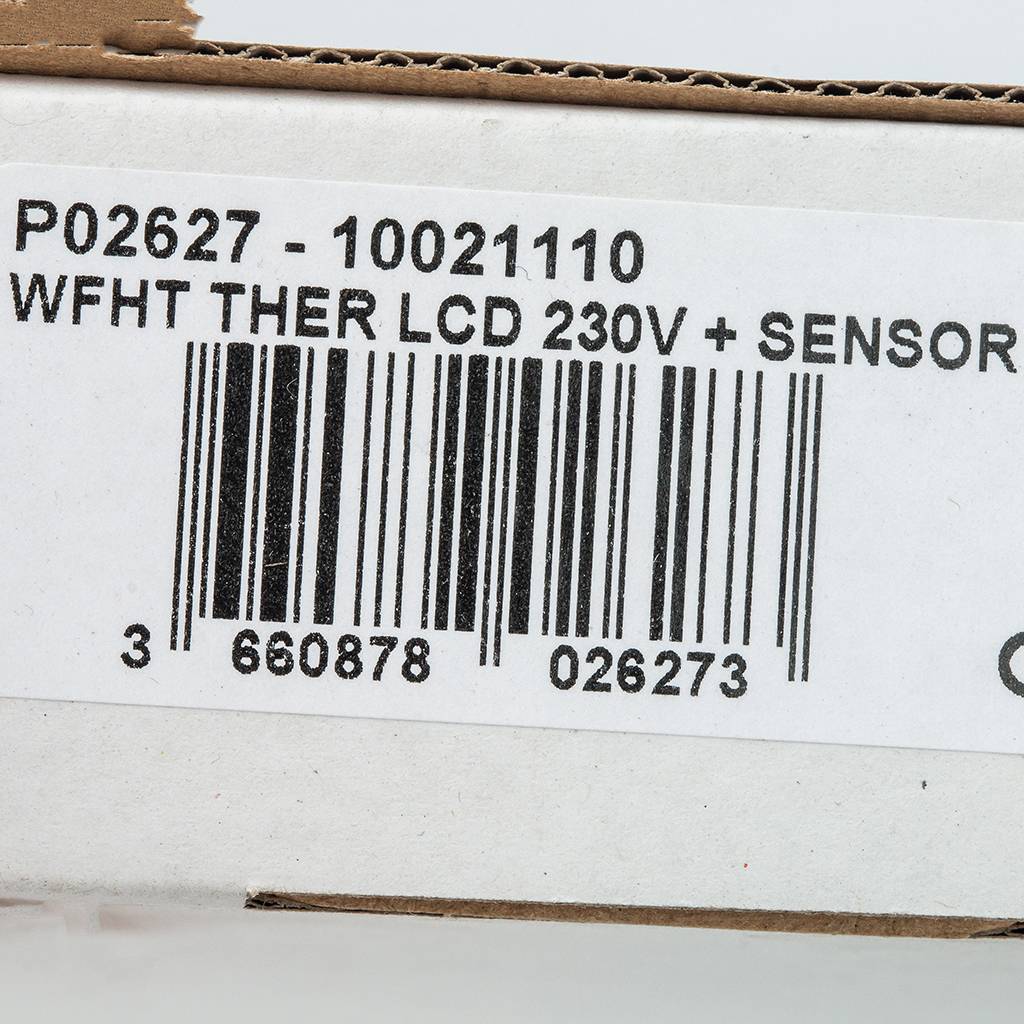 P02627 - 10021110
WFHT THER LCD 230V + SENSOR
3 660878 026273